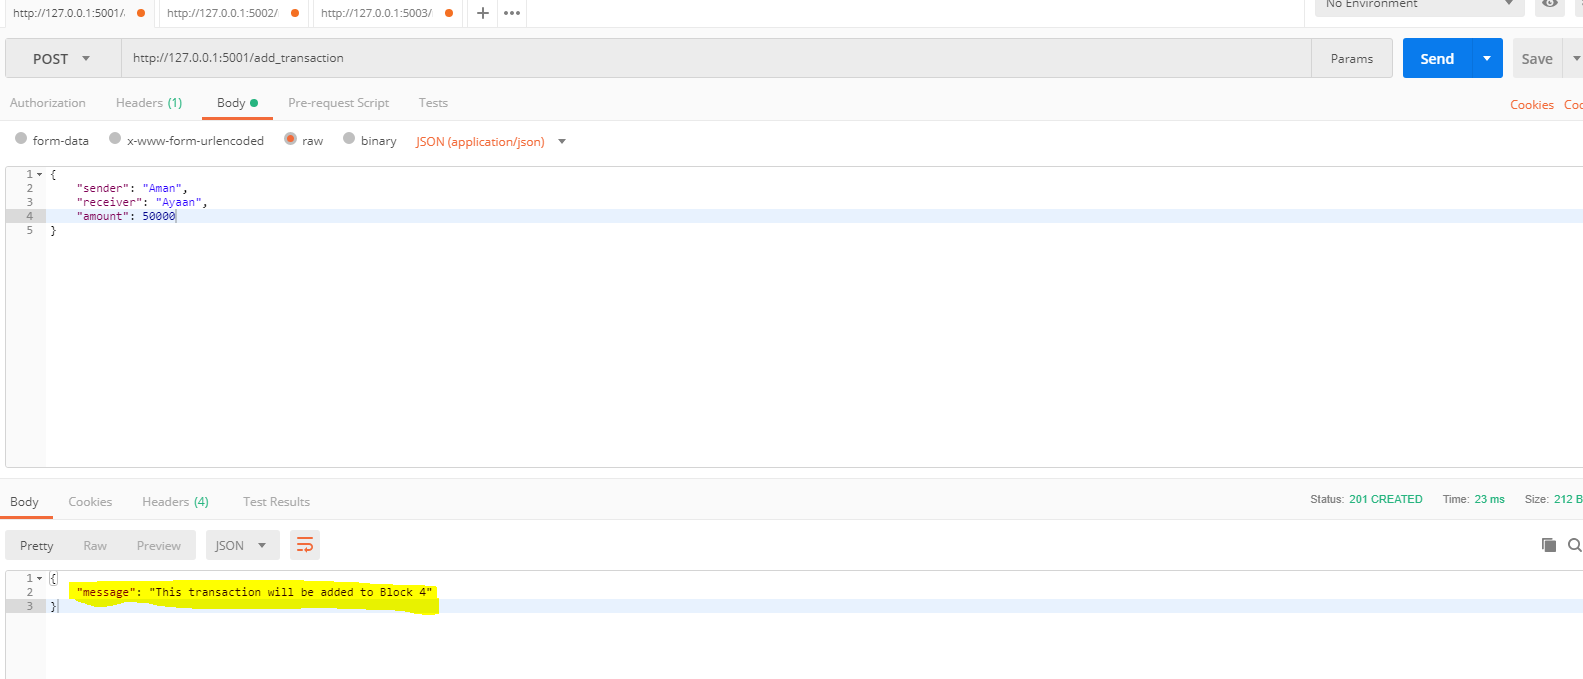 http://127.0.0.1:5001/ http://127.0.0.1:5002/ http://127.0.0.1:5003/ + ••• No Environment
POST http://127.0.0.1:5001/add_transaction Params Send Save
Authorization Headers (1) Body Pre-request Script Tests Cookies
form-data x-www-form-urlencoded raw binary JSON (application/json)
1 {
2 "sender": "Aman",
3 "receiver": "Ayaan",
4 "amount": 50000
5 }
Body Cookies Headers (4) Test Results Status: 201 CREATED Time: 23 ms Size: 212 B
Pretty Raw Preview JSON
1 {
2 "message": "This transaction will be added to Block 4"
3 }